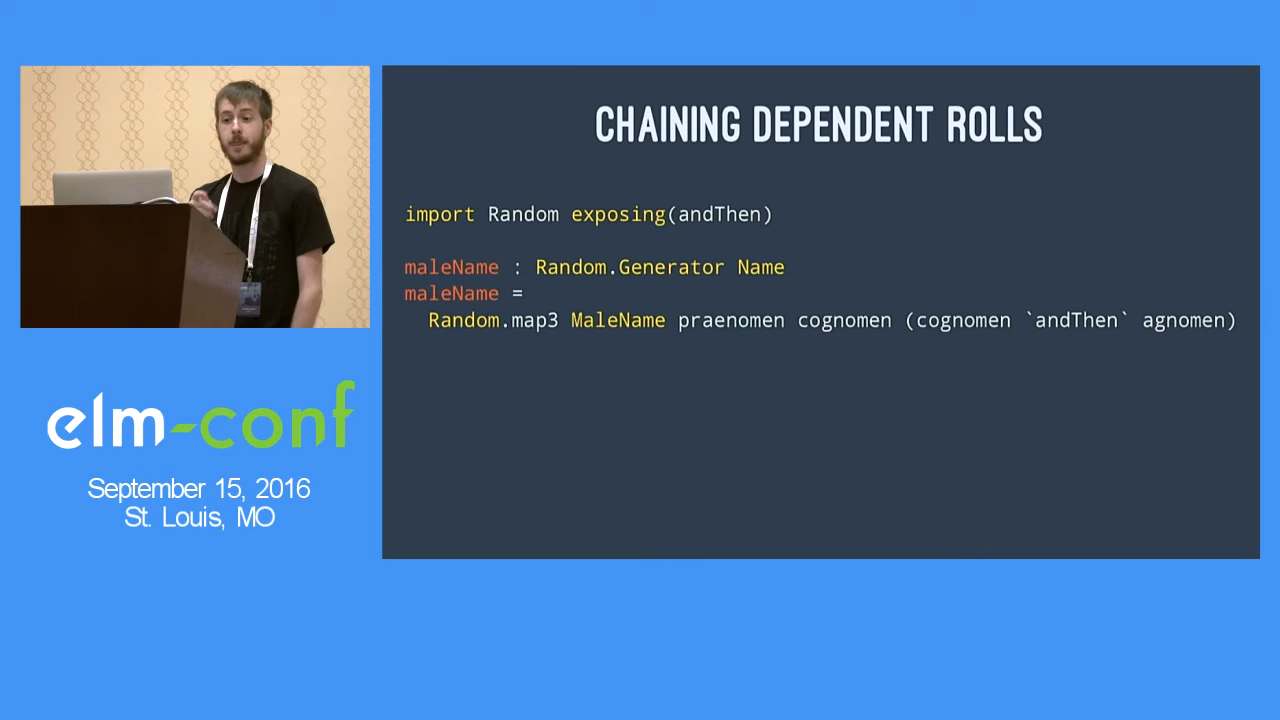 CHAINING DEPENDENT ROLLS
import Random exposing(andThen)
maleName : Random.Generator Name
maleName =
  Random.map3 MaleName praenomen cognomen (cognomen `andThen` agnomen)
elm-conf
September 15, 2016
St. Louis, MO